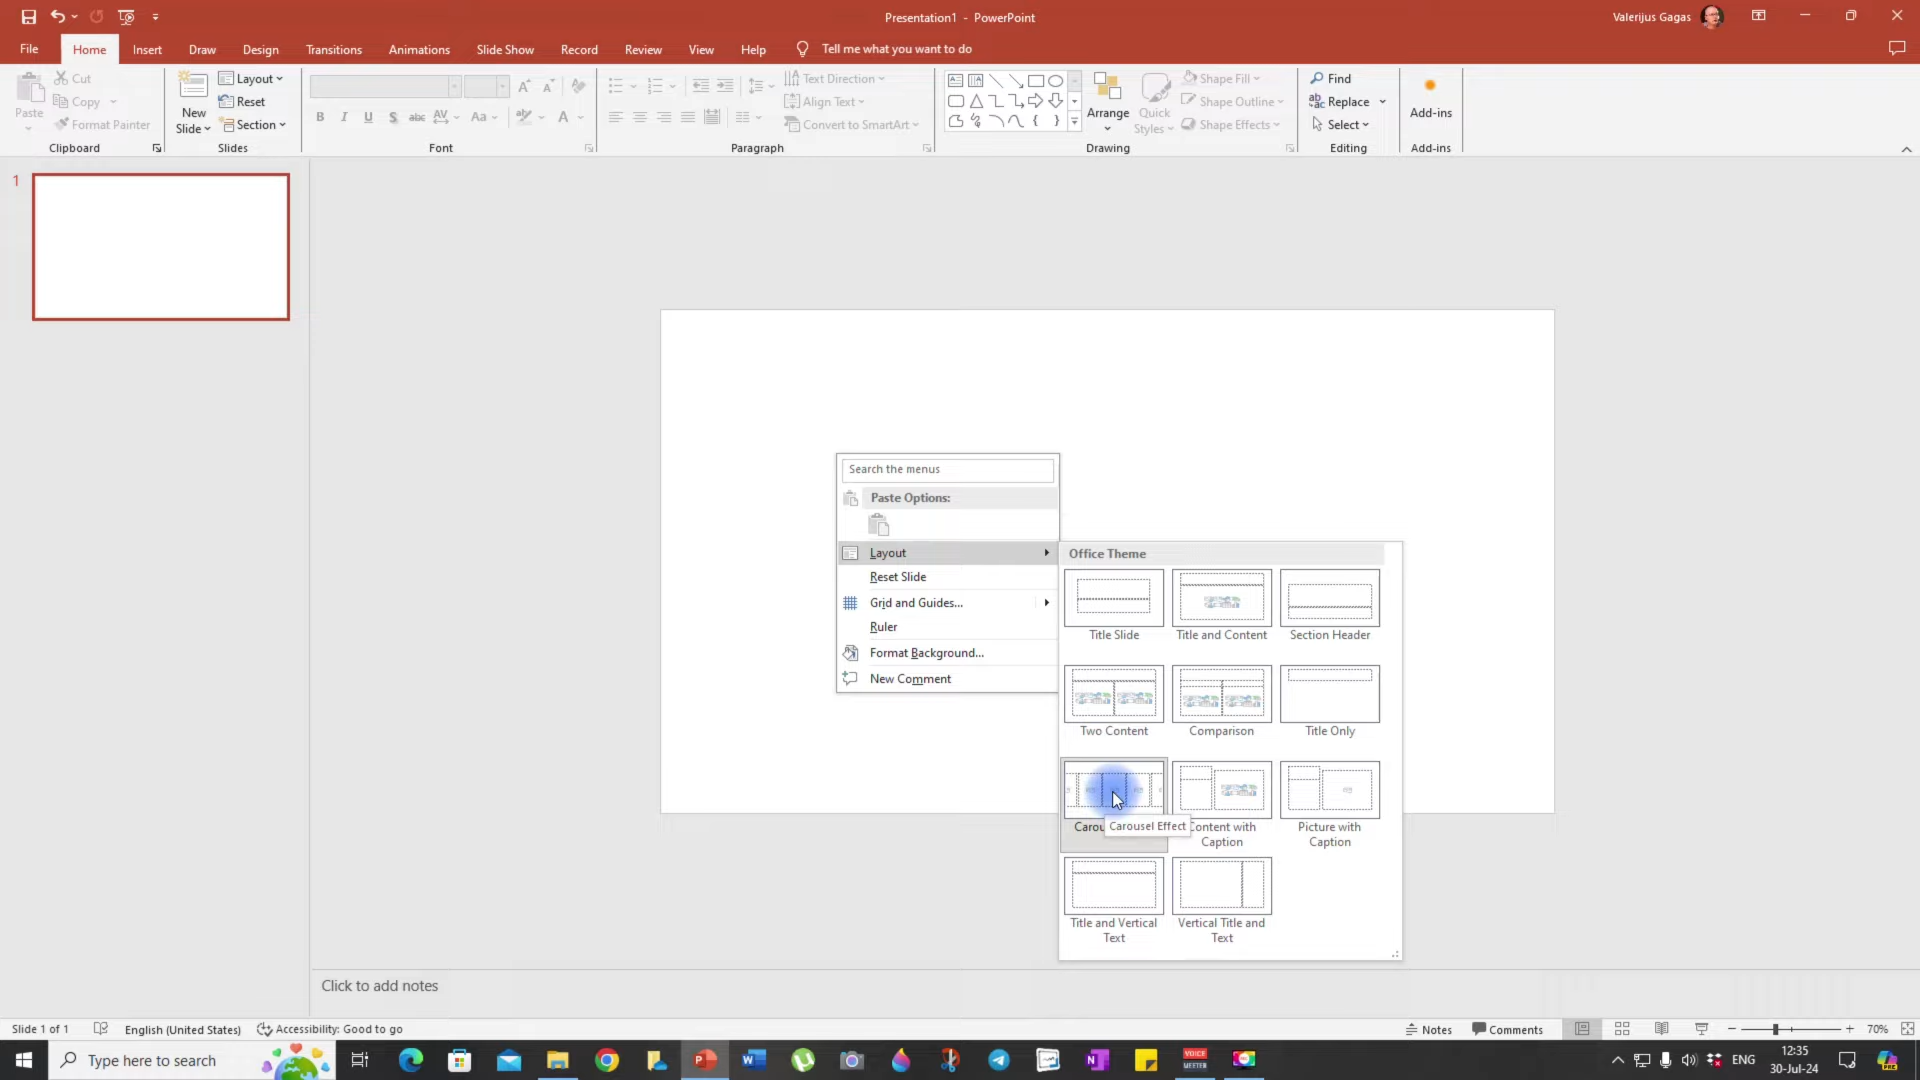 Presentation1 - PowerPoint
Valerijus Gagas
File Home Insert Draw Design Transitions Animations Slide Show Record Review View Help Tell me what you want to do
Paste
Cut
Copy
Format Painter
Clipboard
New
Slide
Layout
Reset
Section
Slides
B I U S abc AV Aa A
Font
Text Direction
Align Text
Convert to SmartArt
Paragraph
Arrange
Quick
Styles
Shape Fill
Shape Outline
Shape Effects
Drawing
Find
Replace
Select
Editing
Add-ins
Add-ins
1
Search the menus
Paste Options:
Layout
Reset Slide
Grid and Guides...
Ruler
Format Background...
New Comment
Office Theme
Title Slide
Title and Content
Section Header
Two Content
Comparison
Title Only
Carou
Carousel Effect
Content with
Caption
Picture with
Caption
Title and Vertical
Text
Vertical Title and
Text
Click to add notes
Slide 1 of 1 English (United States) Accessibility: Good to go Notes Comments 70%
Type here to search
VOICE
MEETER
ENG
12:35
30-Jul-24